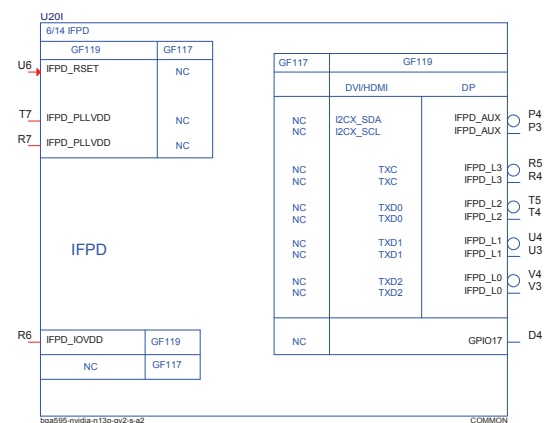 U20I
6/14 IFPD
GF119 GF117
U6 IFPD_RSET NC
T7 IFPD_PLLVDD NC
R7 IFPD_PLLVDD NC
IFPD
R6 IFPD_IOVDD GF119
NC GF117
GF117 GF119
DVI/HDMI DP
NC I2CX_SDA IFPD_AUX P4
NC I2CX_SCL IFPD_AUX P3
NC TXC IFPD_L3 R5
NC TXC IFPD_L3 R4
NC TXD0 IFPD_L2 T5
NC TXD0 IFPD_L2 T4
NC TXD1 IFPD_L1 U4
NC TXD1 IFPD_L1 U3
NC TXD2 IFPD_L0 V4
NC TXD2 IFPD_L0 V3
NC GPIO17 D4
bga595-nvidia-n13p-gv2-s-a2 COMMON